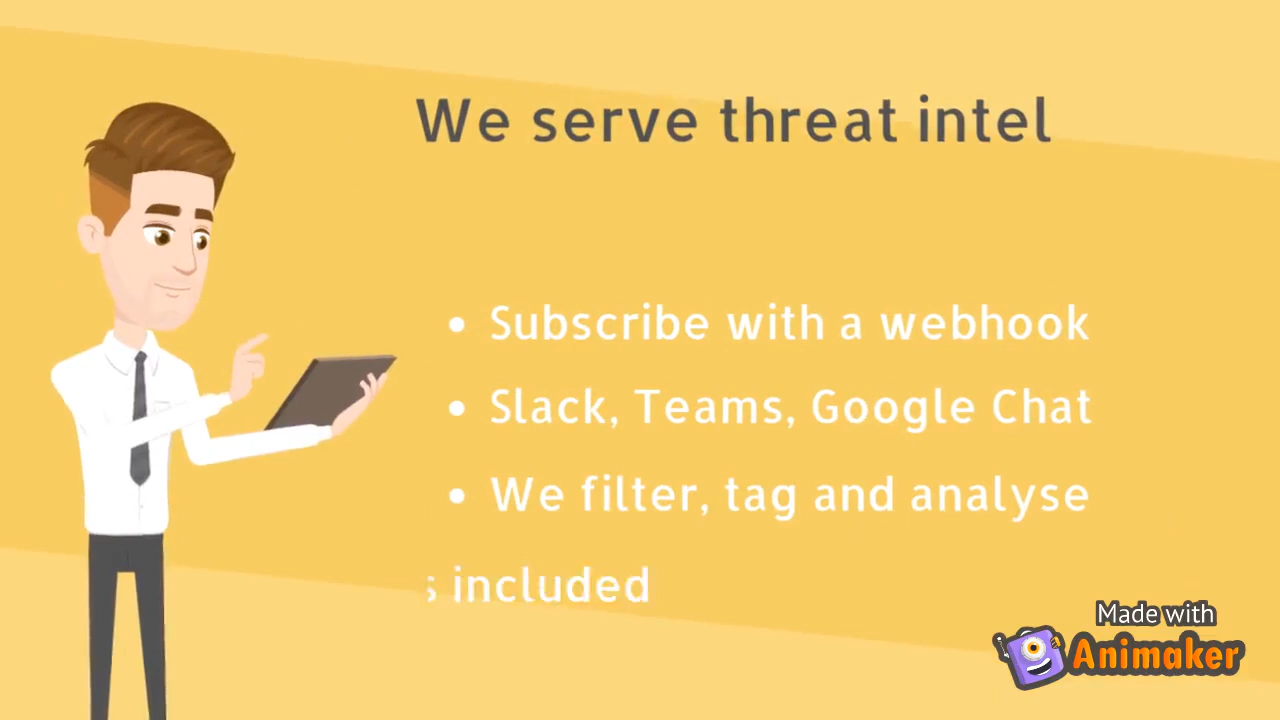 We serve threat intel
• Subscribe with a webhook
• Slack, Teams, Google Chat
• We filter, tag and analyse
included
Made with
Animaker